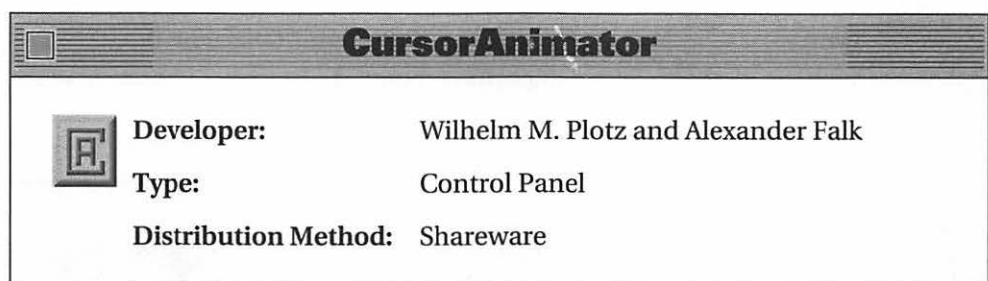 CursorAnimator
Developer: Wilhelm M. Plotz and Alexander Falk
Type: Control Panel
Distribution Method: Shareware